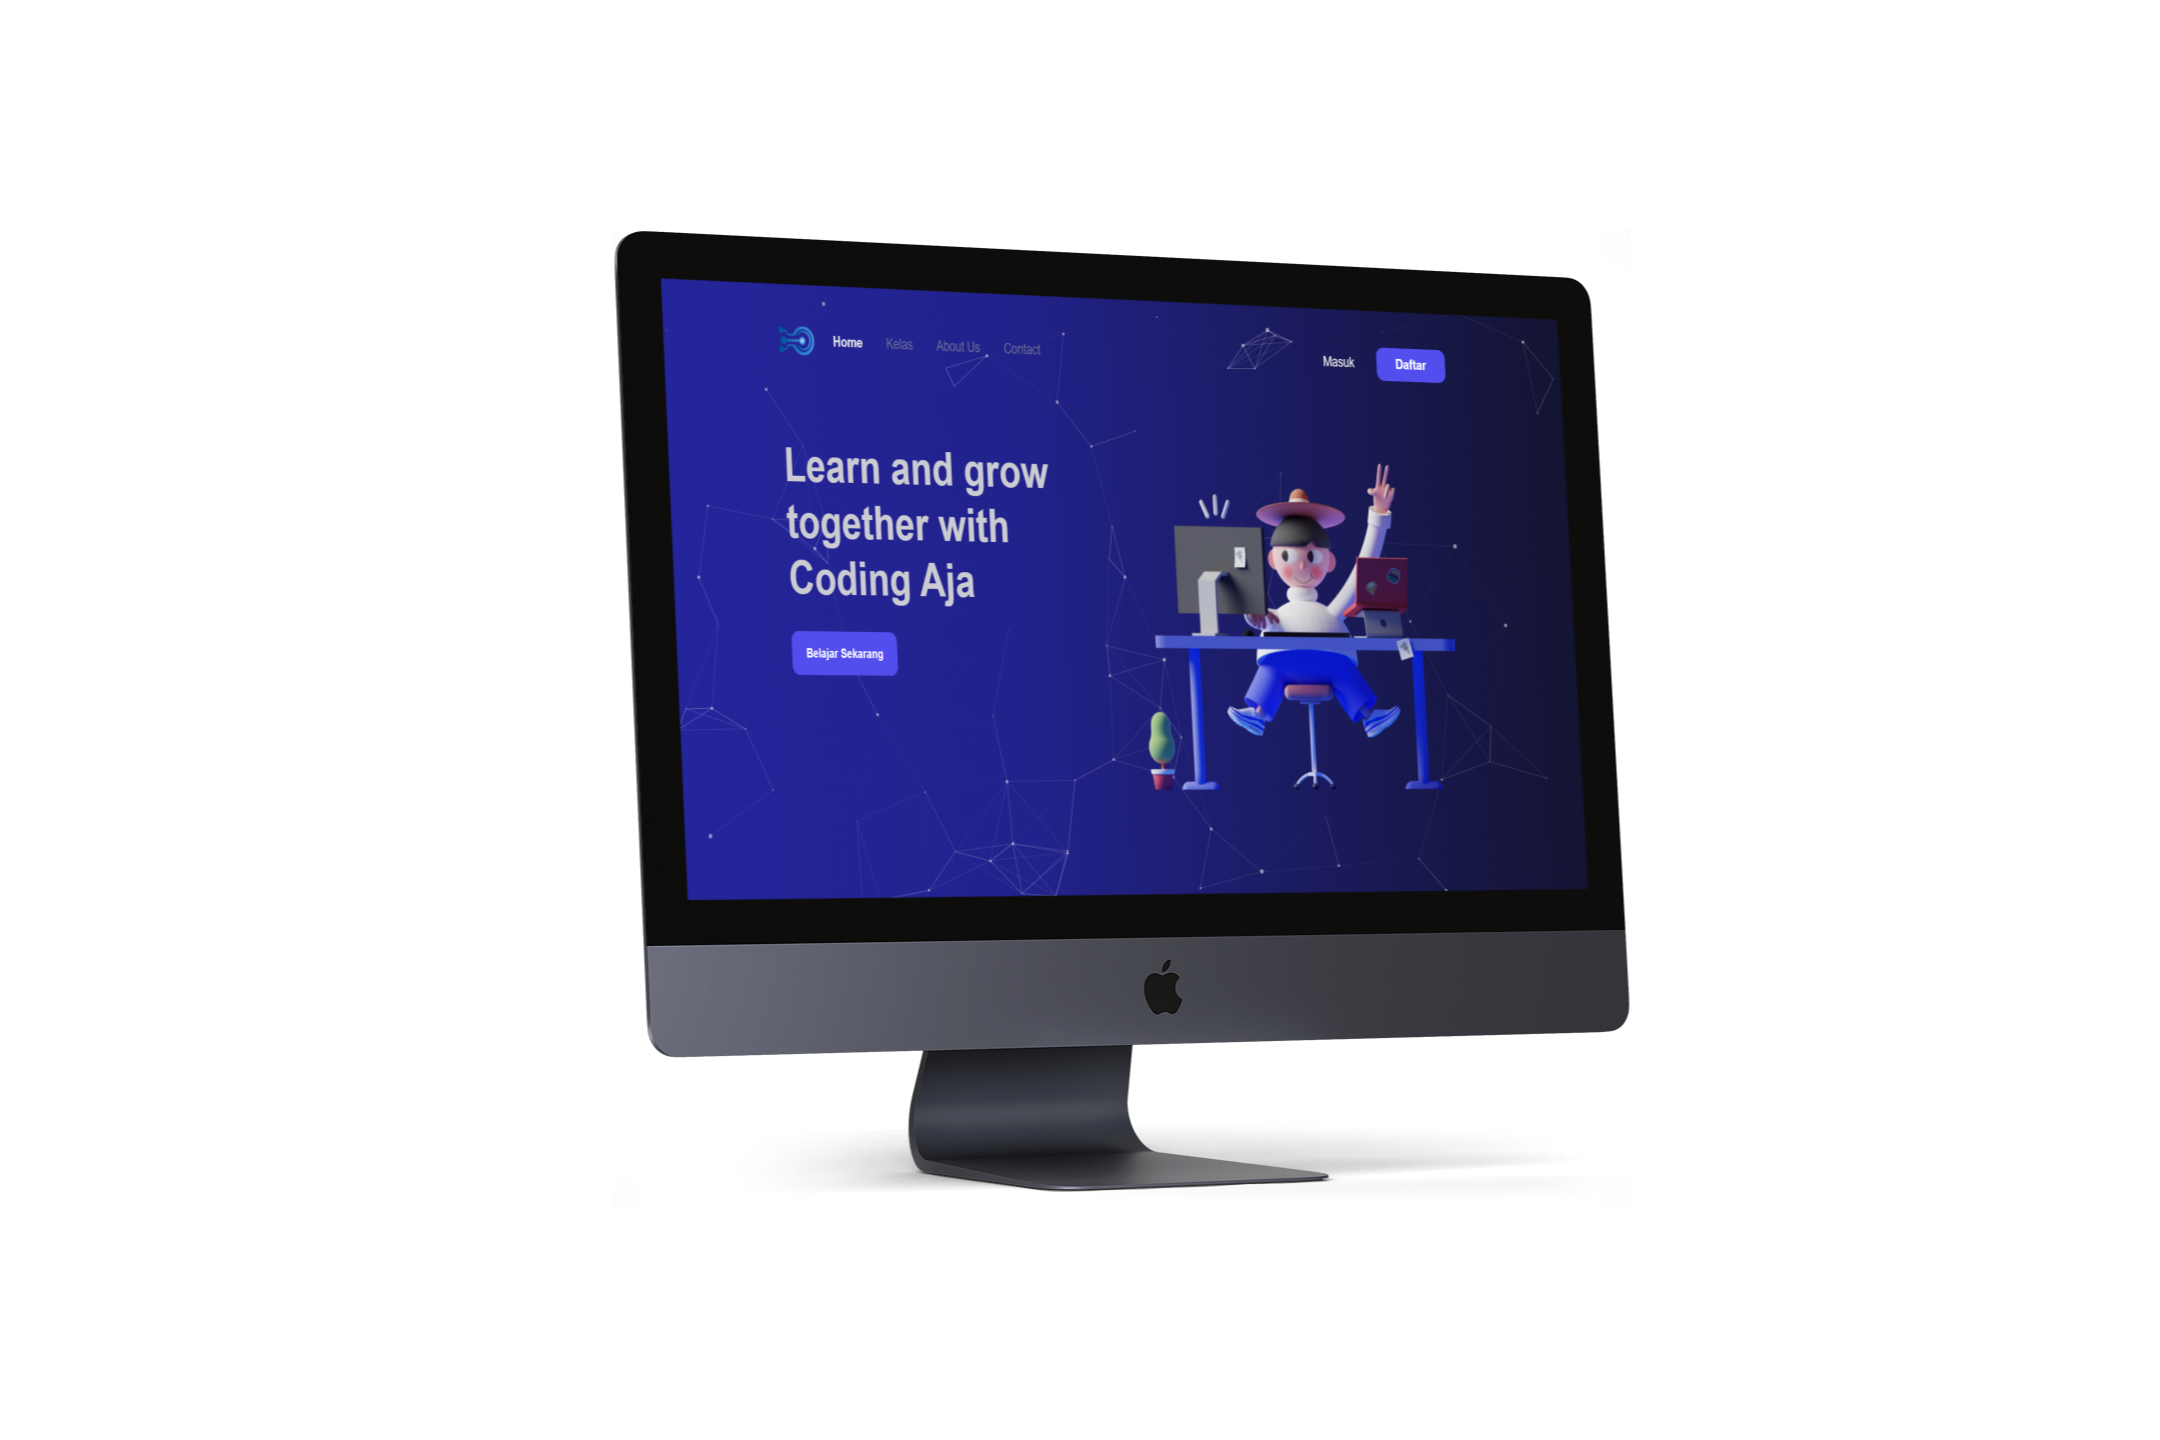 Home Kelas About Us Contact
Masuk Daftar
Learn and grow
together with
Coding Aja
Belajar Sekarang